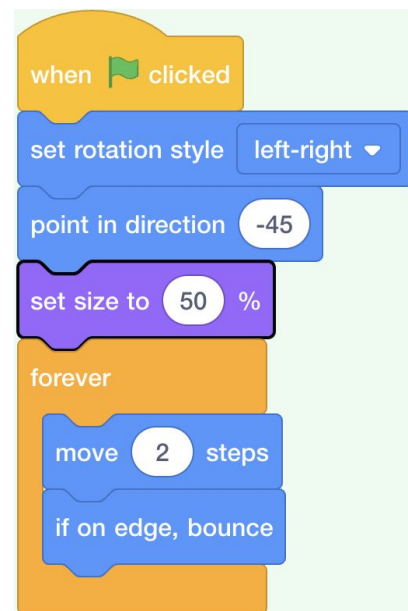 when clicked
set rotation style left-right
point in direction -45
set size to 50 %
forever
move 2 steps
if on edge, bounce